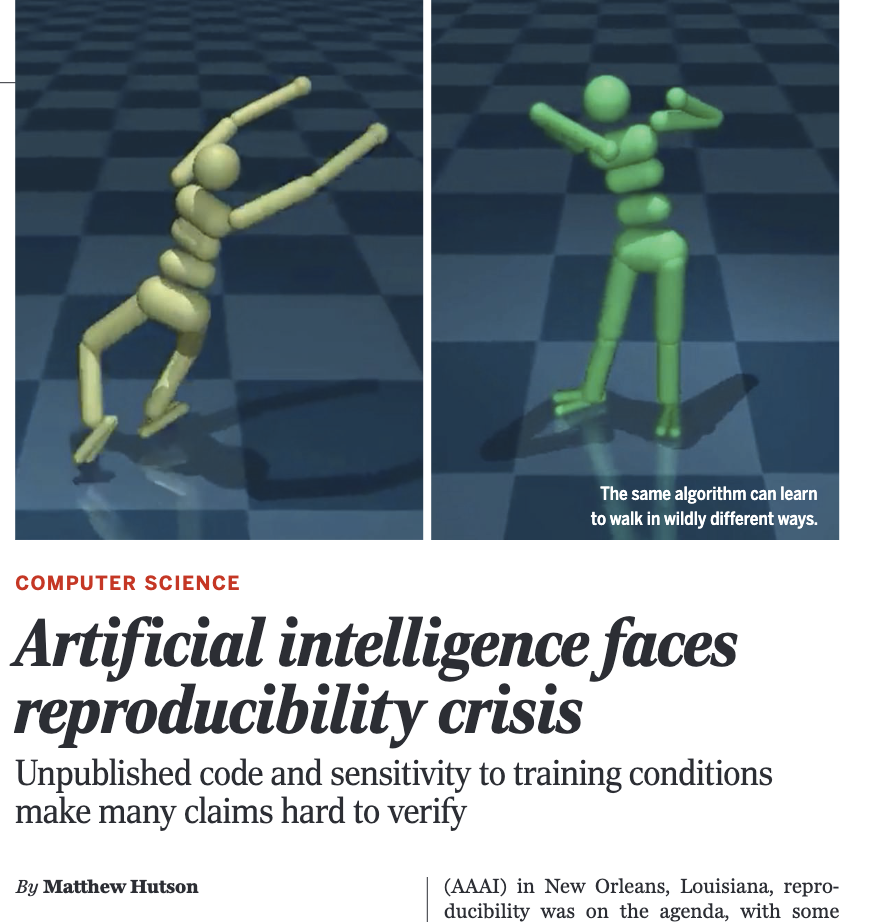 The same algorithm can learn
to walk in wildly different ways.
COMPUTER SCIENCE
Artificial intelligence faces
reproducibility crisis
Unpublished code and sensitivity to training conditions
make many claims hard to verify
By Matthew Hutson
(AAAI) in New Orleans, Louisiana, repro-
ducibility was on the agenda, with some